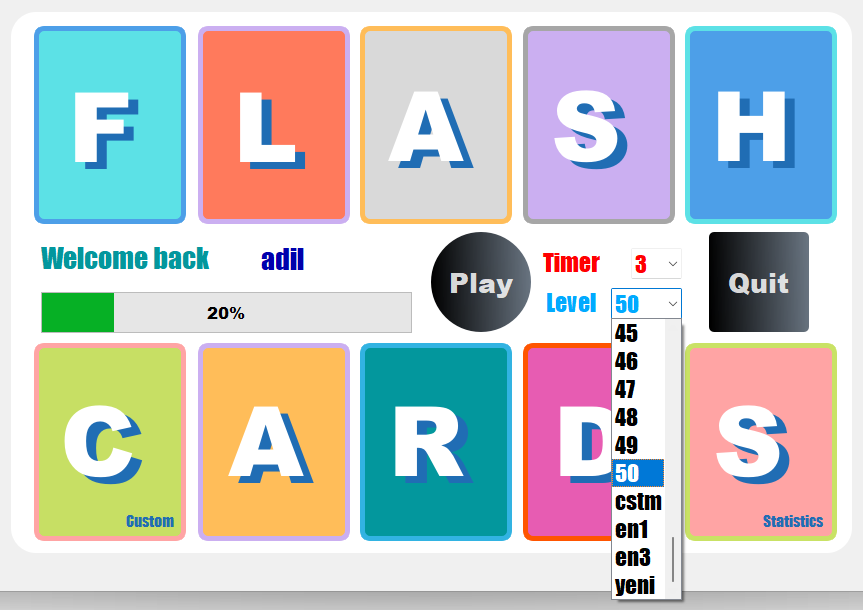 F L A S H
Welcome back adil
Play
Timer 3
Quit
Level 50
20%
45
46
47
48
49
50
cstm
en1
en3
yeni
C A R D S
Custom
Statistics